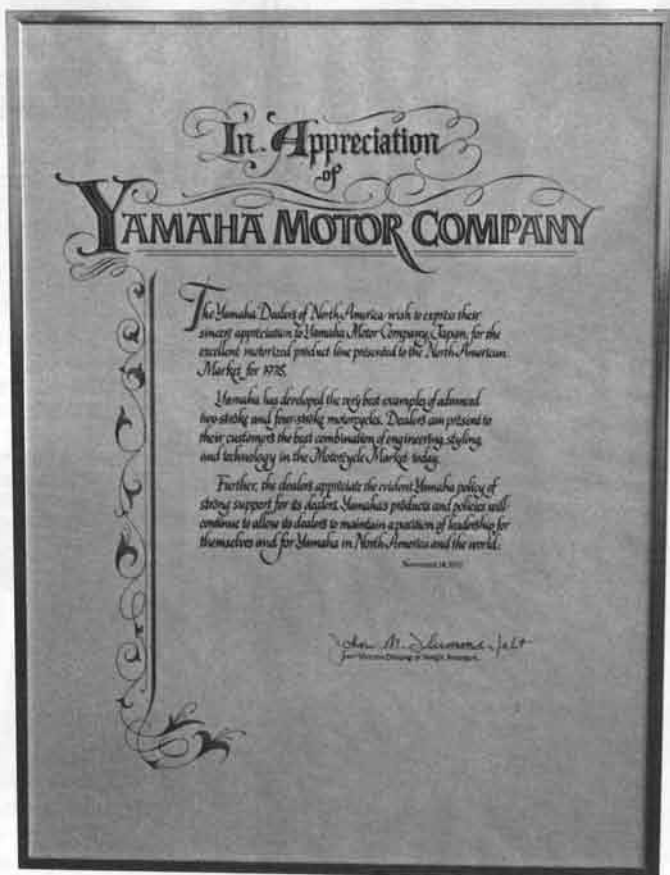 In Appreciation
of
YAMAHA MOTOR COMPANY
The Yamaha Dealers of North America wish to express their
sincere appreciation to Yamaha Motor Company, Japan, for the
excellent motorized product line presented to the North American
Market for 1978.
Yamaha has developed the very best examples of advanced
two-stroke and four-stroke motorcycles. Dealers can present to
their customers the best combination of engineering, styling,
and technology in the Motorcycle Market today.
Further, the dealers appreciate the evident Yamaha policy of
strong support for its dealers. Yamaha's products and policies will
continue to allow its dealers to maintain a position of leadership for
themselves and for Yamaha in North America and the world.
November 14,
John M.